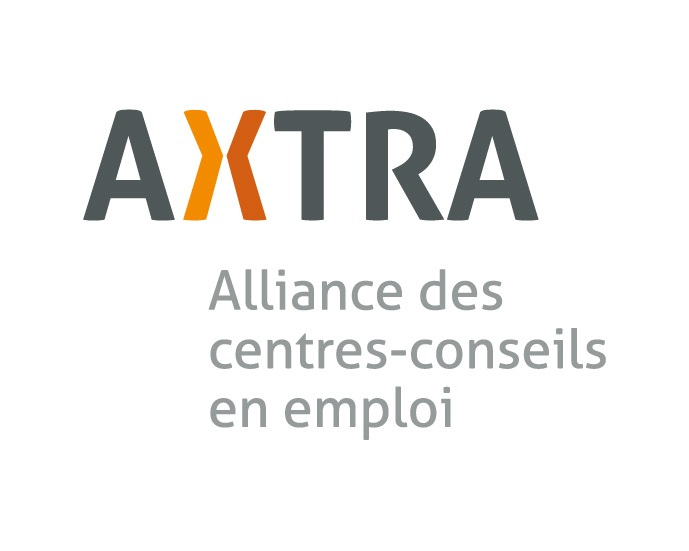 AXTRA
Alliance des
centres-conseils
en emploi